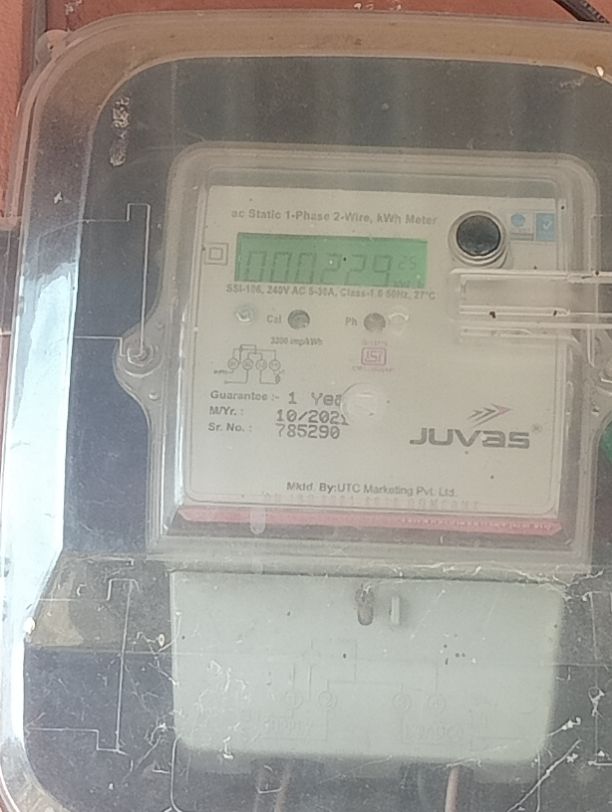 ac Static 1-Phase 2-Wire, kWh Meter
000229 25
SSI-106, 240V AC 5-30A, Class-1.0 50Hz, 27°C
Cal Ph
3200 imp/kWh
ISI
Guarantee :- 1 Year
M/Yr. : 10/2021
Sr. No. : 785290
JUVAS®
Mktd. By:UTC Marketing Pvt. Ltd.